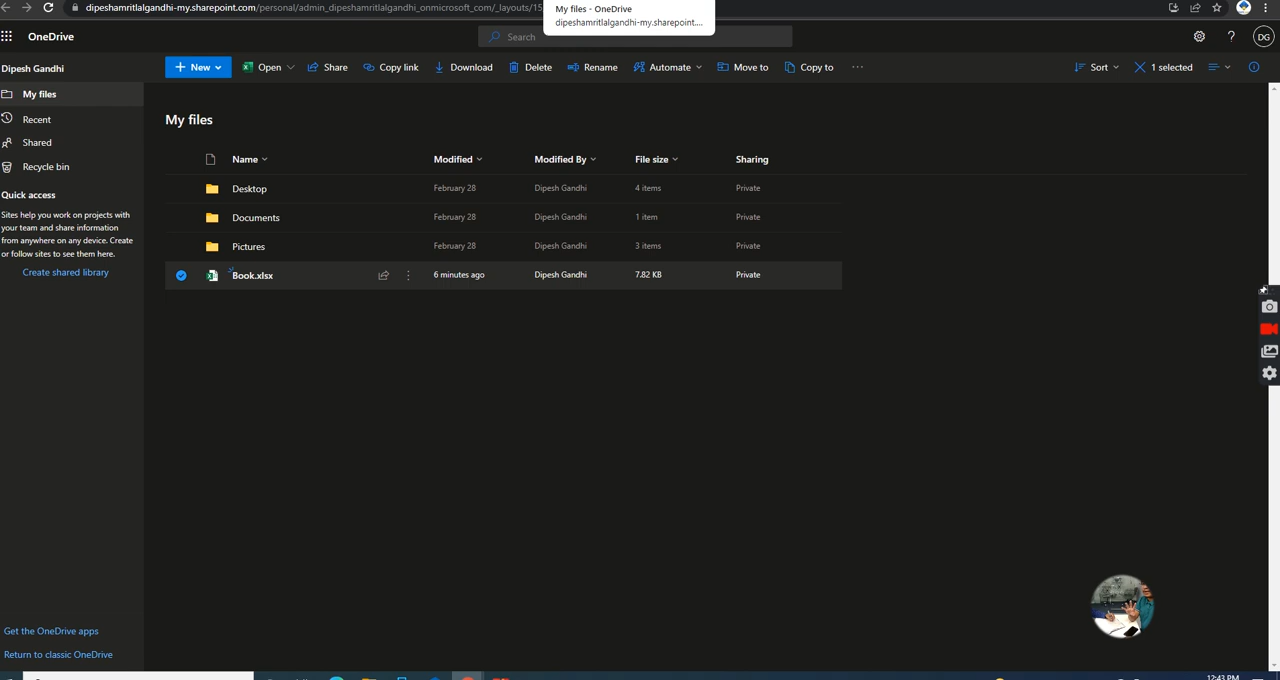 dipeshamritlalgandhi-my.sharepoint.com/personal/admin_dipeshamritlalgandhi_onmicrosoft_com/_layouts/15
My files - OneDrive
dipeshamritlalgandhi-my.sharepoint....
OneDrive
Search
?
DG
Dipesh Gandhi
New
Open
Share
Copy link
Download
Delete
Rename
Automate
Move to
Copy to
...
Sort
1 selected
My files
Recent
Shared
Recycle bin
Quick access
Sites help you work on projects with
your team and share information
from anywhere on any device. Create
or follow sites to see them here.
Create shared library
My files
Name Modified Modified By File size Sharing
Desktop February 28 Dipesh Gandhi 4 items Private
Documents February 28 Dipesh Gandhi 1 item Private
Pictures February 28 Dipesh Gandhi 3 items Private
Book.xlsx 6 minutes ago Dipesh Gandhi 7.82 KB Private
Get the OneDrive apps
Return to classic OneDrive
12:43 PM